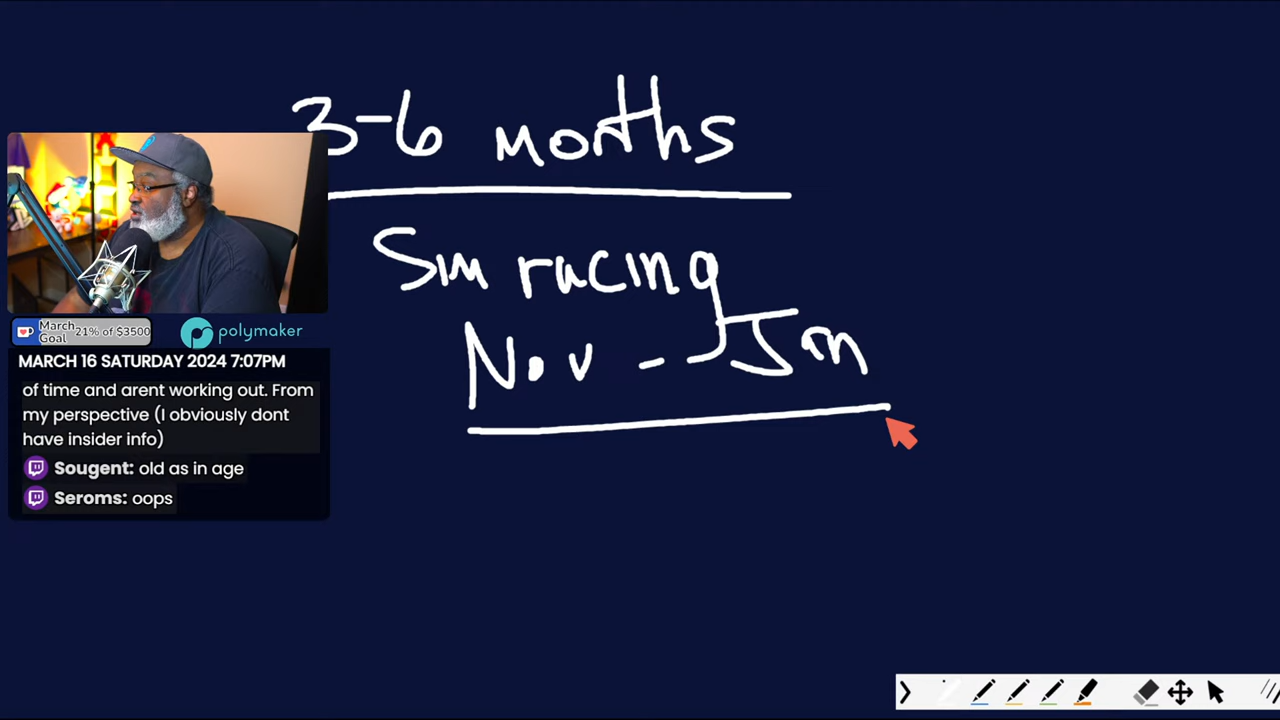 3-6 months
Sim racing
Nov - Jan
March Goal
21% of $3500
polymaker
MARCH 16 SATURDAY 2024 7:07PM
of time and arent working out. From
my perspective (I obviously dont
have insider info)
Sougent: old as in age
Seroms: oops